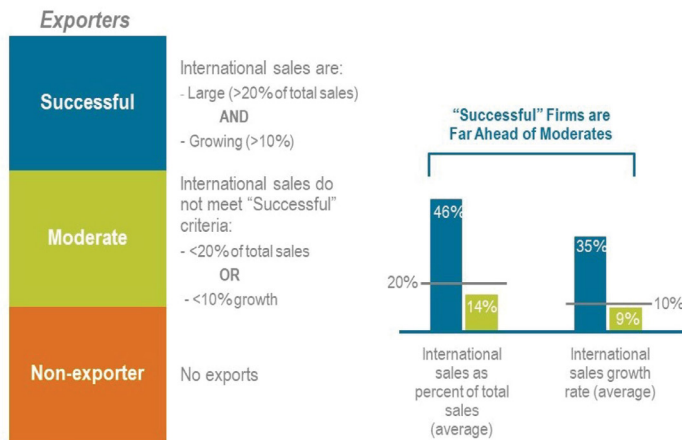 Exporters
Successful
International sales are:
- Large (>20% of total sales)
AND
- Growing (>10%)
Moderate
International sales do
not meet “Successful”
criteria:
- <20% of total sales
OR
- <10% growth
Non-exporter
No exports
“Successful” Firms are
Far Ahead of Moderates
46%
35%
20%
14%
10%
9%
International
sales as
percent of total
sales
(average)
International
sales growth
rate (average)